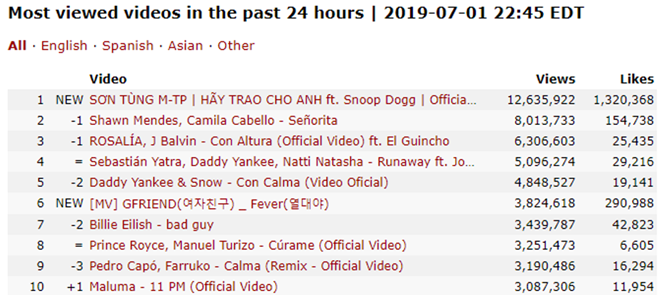 Most viewed videos in the past 24 hours | 2019-07-01 22:45 EDT
All · English · Spanish · Asian · Other
Video Views Likes
1 NEW SƠN TÙNG M-TP | HÃY TRAO CHO ANH ft. Snoop Dogg | Officia... 12,635,922 1,320,368
2 -1 Shawn Mendes, Camila Cabello - Señorita 8,013,733 154,738
3 -1 ROSALÍA, J Balvin - Con Altura (Official Video) ft. El Guincho 6,306,603 25,435
4 = Sebastián Yatra, Daddy Yankee, Natti Natasha - Runaway ft. Jo... 5,096,274 29,216
5 -2 Daddy Yankee & Snow - Con Calma (Video Oficial) 4,848,527 19,141
6 NEW [MV] GFRIEND(여자친구) _ Fever(열대야) 3,824,618 290,988
7 -2 Billie Eilish - bad guy 3,439,787 42,823
8 = Prince Royce, Manuel Turizo - Cúrame (Official Video) 3,251,473 6,605
9 -3 Pedro Capó, Farruko - Calma (Remix - Official Video) 3,190,486 16,294
10 +1 Maluma - 11 PM (Official Video) 3,087,306 11,954